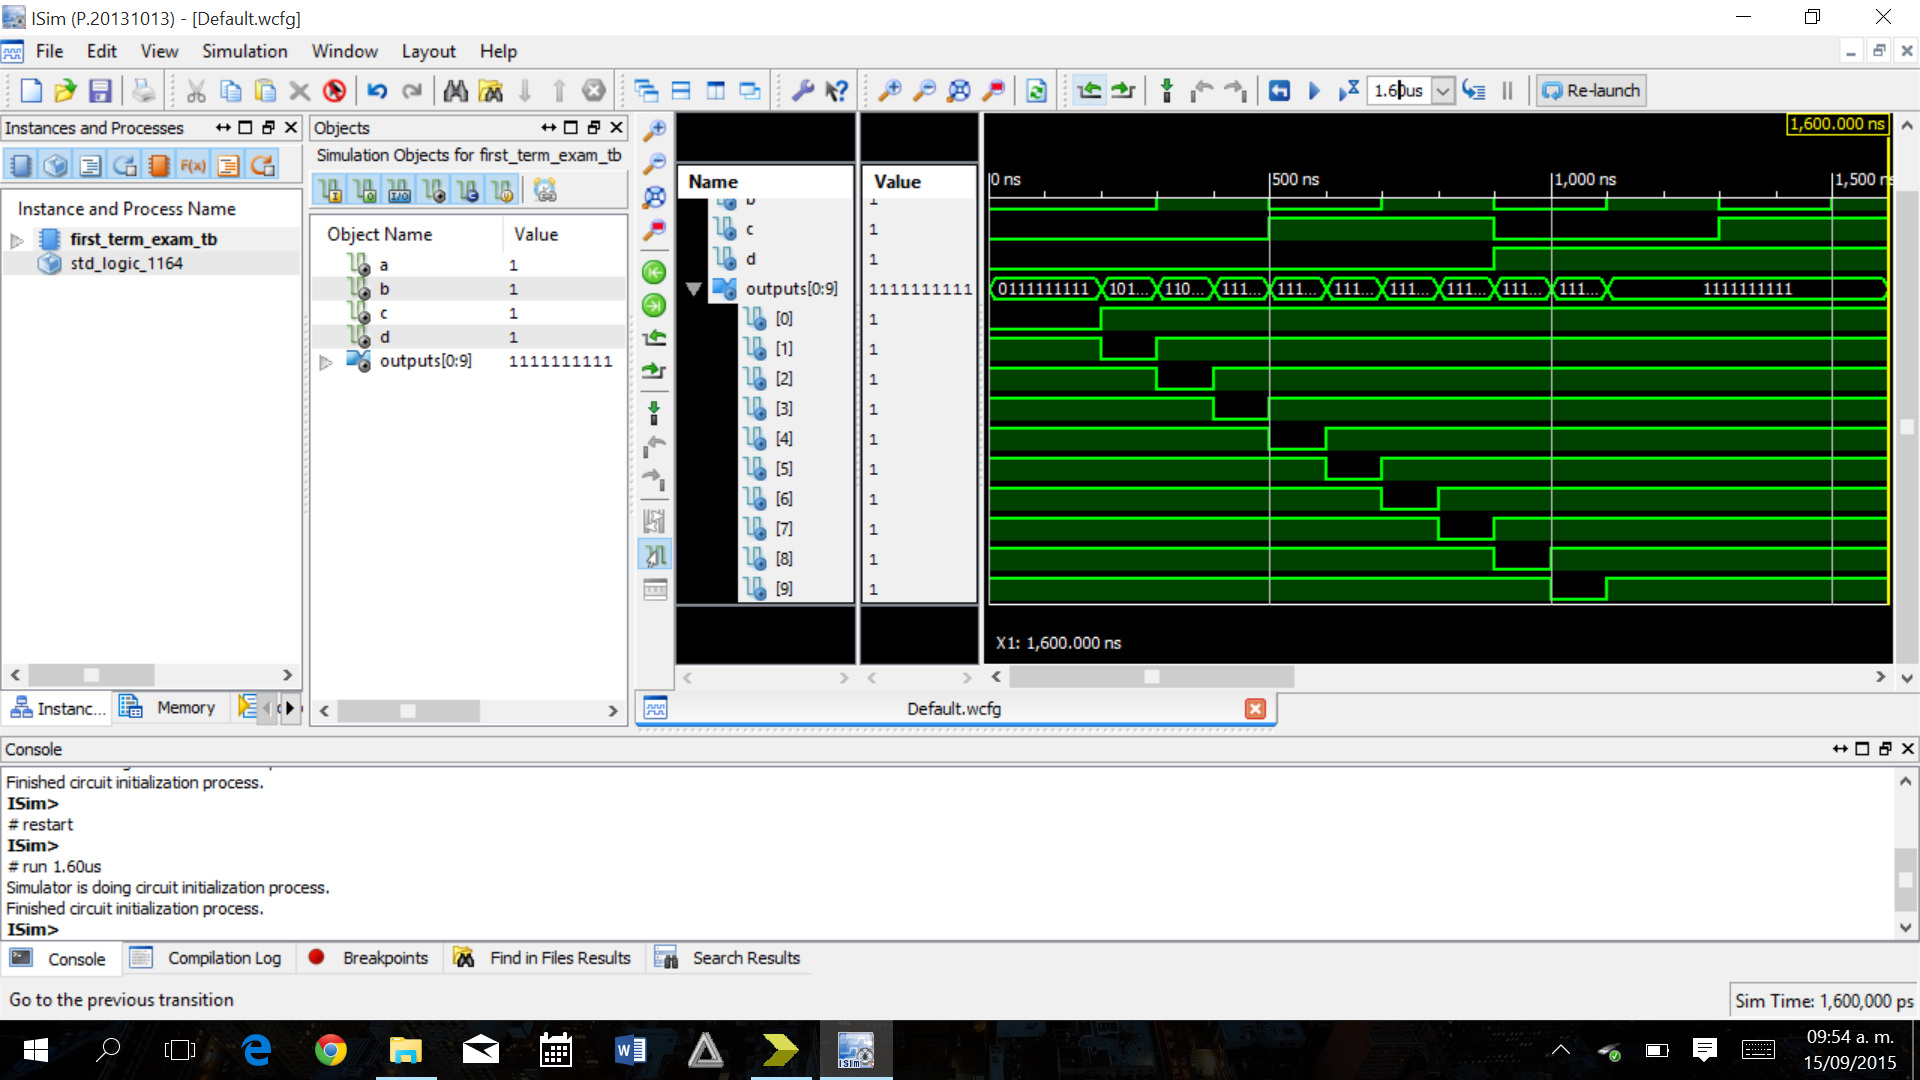 ISim (P.20131013) - [Default.wcfg]
File Edit View Simulation Window Layout Help
1.60us
Re-launch
Instances and Processes
Objects
Simulation Objects for first_term_exam_tb
F(x)
Instance and Process Name
first_term_exam_tb
std_logic_1164
Object Name Value
a 1
b 1
c 1
d 1
outputs[0:9] 1111111111
Name Value
1,600.000 ns
0 ns 500 ns 1,000 ns 1,500 ns
b 1
c 1
d 1
outputs[0:9] 1111111111 0111111111 101... 110... 111... 111... 111... 111... 111... 111... 111... 1111111111
[0] 1
[1] 1
[2] 1
[3] 1
[4] 1
[5] 1
[6] 1
[7] 1
[8] 1
[9] 1
X1: 1,600.000 ns
Instanc... Memory
Default.wcfg
Console
Finished circuit initialization process.
ISim>
# restart
ISim>
# run 1.60us
Simulator is doing circuit initialization process.
Finished circuit initialization process.
ISim>
Console Compilation Log Breakpoints Find in Files Results Search Results
Go to the previous transition
Sim Time: 1,600,000 ps
09:54 a. m.
15/09/2015